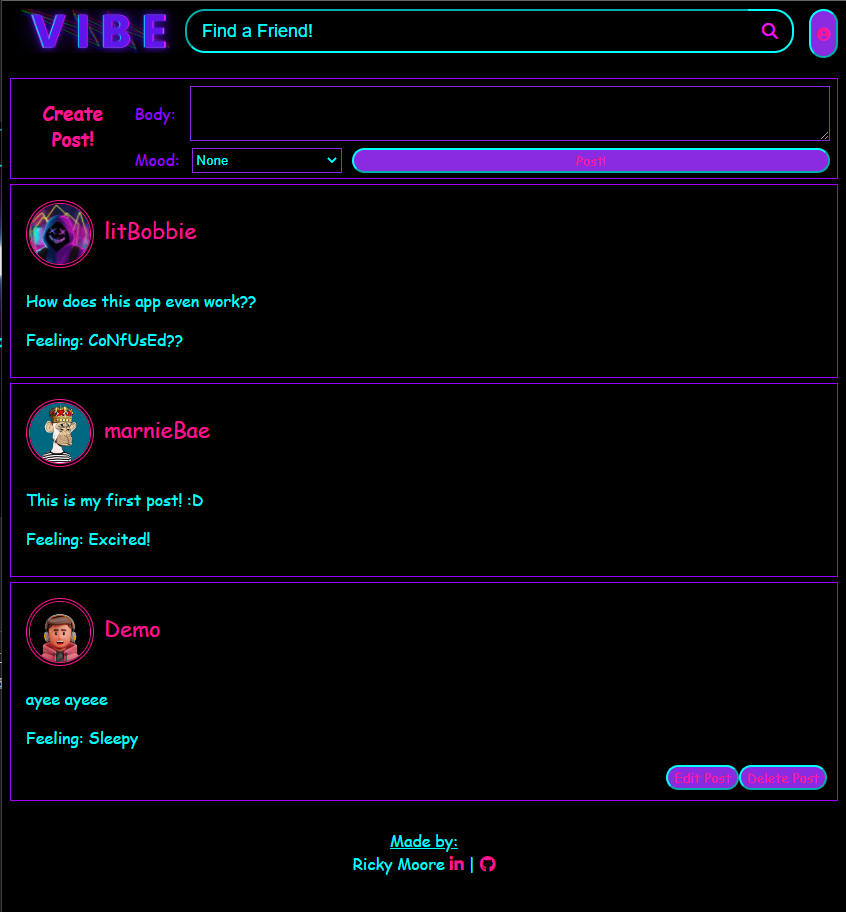 VIBE
Find a Friend!
Create
Post!
Body:
Mood:
None
Post!
litBobbie
How does this app even work??
Feeling: CoNfUsEd??
marnieBae
This is my first post! :D
Feeling: Excited!
Demo
ayee ayeee
Feeling: Sleepy
Edit Post Delete Post
Made by:
Ricky Moore in |